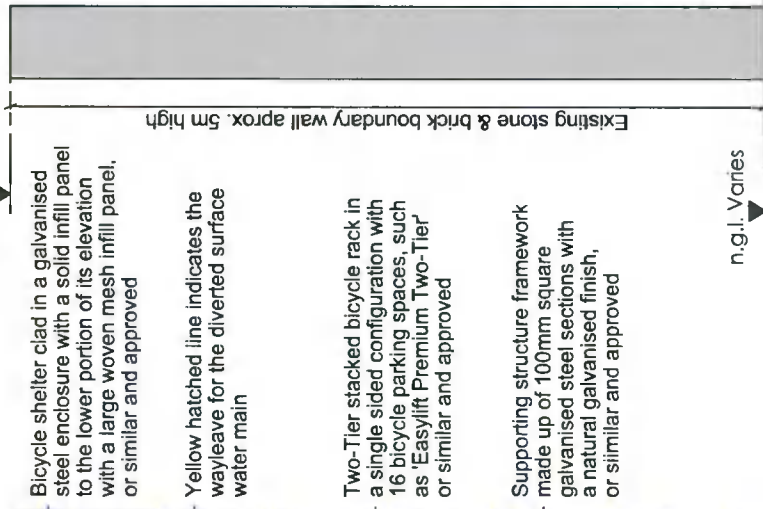 Bicycle shelter clad in a galvanised
steel enclosure with a solid infill panel
to the lower portion of its elevation
with a large woven mesh infill panel,
or similar and approved
Yellow hatched line indicates the
wayleave for the diverted surface
water main
Two-Tier stacked bicycle rack in
a single sided configuration with
16 bicycle parking spaces, such
as 'Easylift Premium Two-Tier'
or similar and approved
Supporting structure framework
made up of 100mm square
galvanised steel sections with
a natural galvanised finish,
or siimilar and approved
Existing stone & brick boundary wall aprox. 5m high
n.g.l. Varies